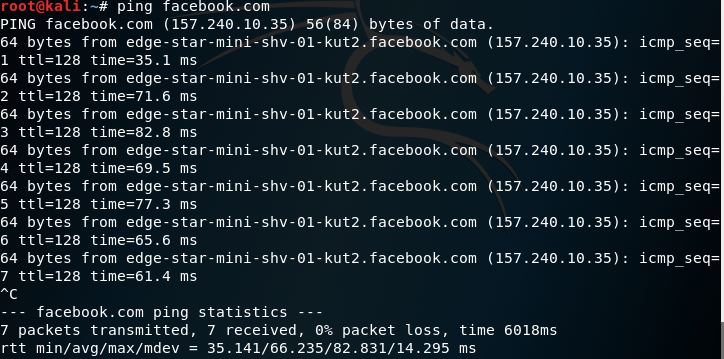 root@kali:~# ping facebook.com
PING facebook.com (157.240.10.35) 56(84) bytes of data.
64 bytes from edge-star-mini-shv-01-kut2.facebook.com (157.240.10.35): icmp_seq=
1 ttl=128 time=35.1 ms
64 bytes from edge-star-mini-shv-01-kut2.facebook.com (157.240.10.35): icmp_seq=
2 ttl=128 time=71.6 ms
64 bytes from edge-star-mini-shv-01-kut2.facebook.com (157.240.10.35): icmp_seq=
3 ttl=128 time=82.8 ms
64 bytes from edge-star-mini-shv-01-kut2.facebook.com (157.240.10.35): icmp_seq=
4 ttl=128 time=69.5 ms
64 bytes from edge-star-mini-shv-01-kut2.facebook.com (157.240.10.35): icmp_seq=
5 ttl=128 time=77.3 ms
64 bytes from edge-star-mini-shv-01-kut2.facebook.com (157.240.10.35): icmp_seq=
6 ttl=128 time=65.6 ms
64 bytes from edge-star-mini-shv-01-kut2.facebook.com (157.240.10.35): icmp_seq=
7 ttl=128 time=61.4 ms
^C
--- facebook.com ping statistics ---
7 packets transmitted, 7 received, 0% packet loss, time 6018ms
rtt min/avg/max/mdev = 35.141/66.235/82.831/14.295 ms